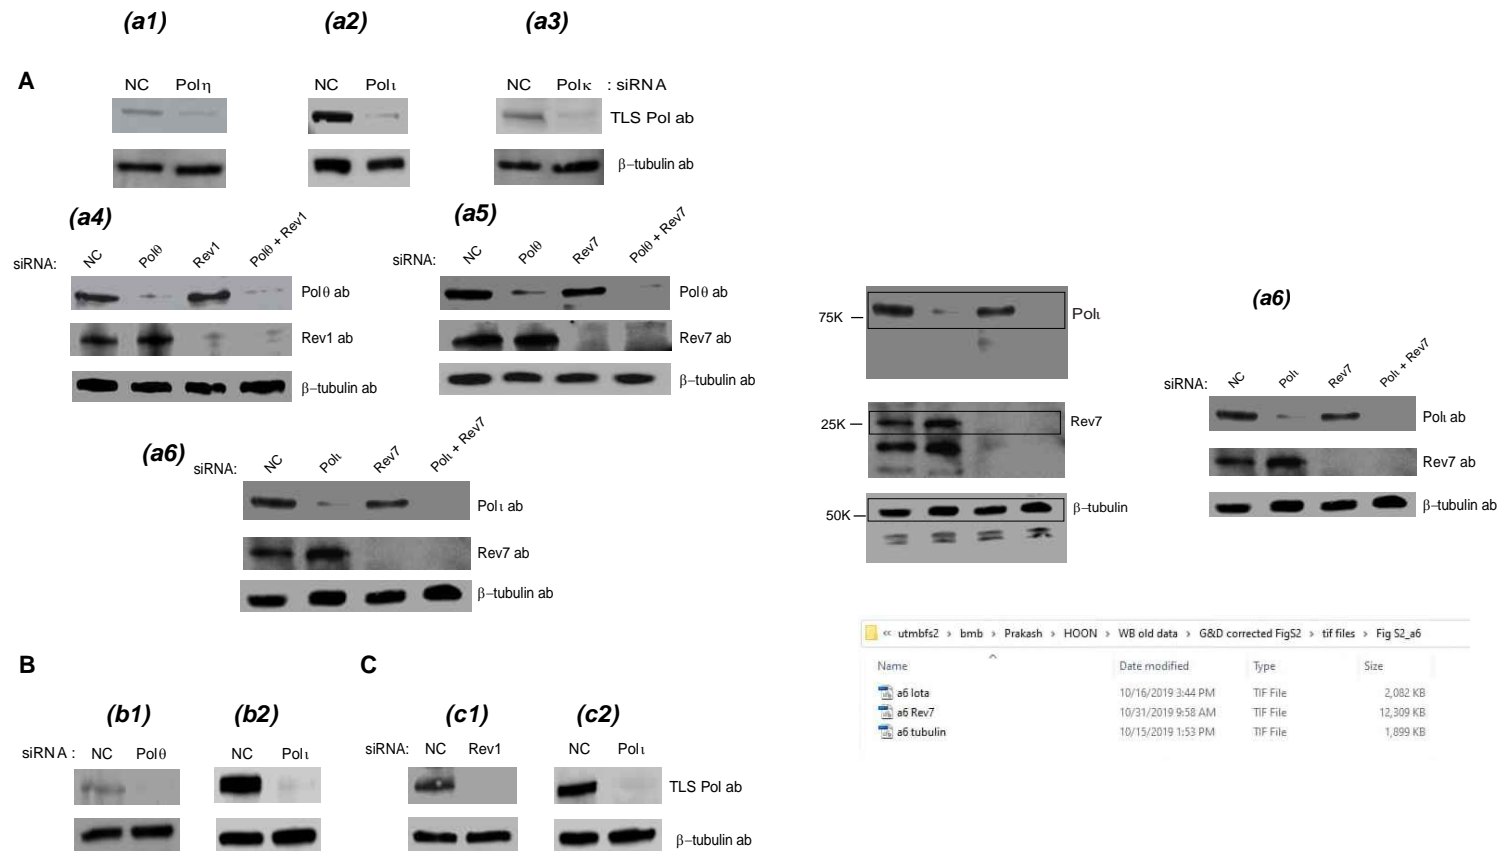 (a1) (a2) (a3)
A
NC Polη NC Polι NC Polκ : siRNA
TLS Pol ab
β−tubulin ab
(a4)
siRNA: NC Polθ Rev1 Polθ + Rev1
Polθ ab
Rev1 ab
β−tubulin ab
(a5)
siRNA: NC Polθ Rev7 Polθ + Rev7
Polθ ab
Rev7 ab
β−tubulin ab
(a6)
siRNA: NC Polι Rev7 Polι + Rev7
Polι ab
Rev7 ab
β−tubulin ab
B
(b1) (b2)
siRNA : NC Polθ NC Polι
C
(c1) (c2)
siRNA: NC Rev1 NC Polι
TLS Pol ab
β−tubulin ab
75K Polι
25K Rev7
50K β−tubulin
(a6)
siRNA: NC Polι Rev7 Polι + Rev7
Polι ab
Rev7 ab
β−tubulin ab
« utmbfs2 > bmb > Prakash > HOON > WB old data > G&D corrected FigS2 > tif files > Fig S2_a6
Name Date modified Type Size
a6 Iota 10/16/2019 3:44 PM TIF File 2,082 KB
a6 Rev7 10/31/2019 9:58 AM TIF File 12,309 KB
a6 tubulin 10/15/2019 1:53 PM TIF File 1,899 KB